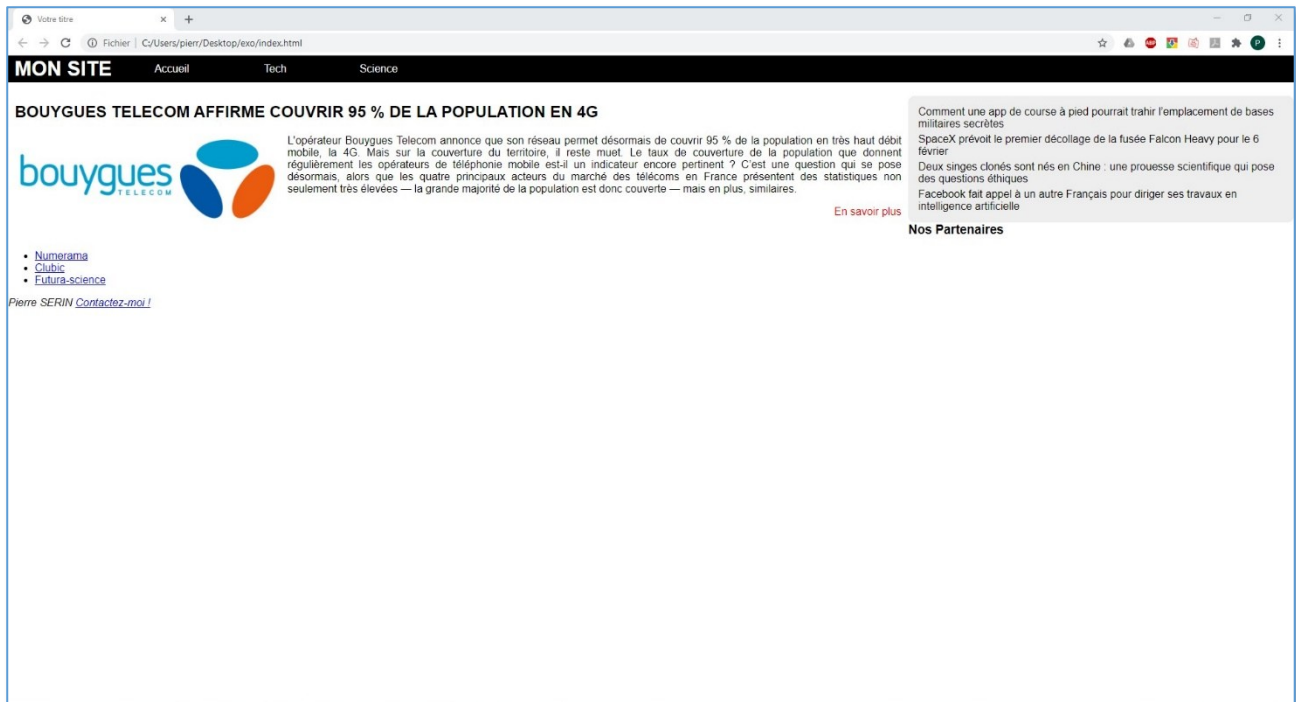 Votre titre
Fichier C:/Users/pierr/Desktop/exo/index.html
P
MON SITE Accueil Tech Science
BOUYGUES TELECOM AFFIRME COUVRIR 95 % DE LA POPULATION EN 4G
bouygues
TELECOM
L'opérateur Bouygues Telecom annonce que son réseau permet désormais de couvrir 95 % de la population en très haut débit
mobile, la 4G. Mais sur la couverture du territoire, il reste muet. Le taux de couverture de la population que donnent
régulièrement les opérateurs de téléphonie mobile est-il un indicateur encore pertinent ? C'est une question qui se pose
désormais, alors que les quatre principaux acteurs du marché des télécoms en France présentent des statistiques non
seulement très élevées — la grande majorité de la population est donc couverte — mais en plus, similaires.
En savoir plus
Comment une app de course à pied pourrait trahir l'emplacement de bases
militaires secrètes
SpaceX prévoit le premier décollage de la fusée Falcon Heavy pour le 6
février
Deux singes clonés sont nés en Chine : une prouesse scientifique qui pose
des questions éthiques
Facebook fait appel à un autre Français pour diriger ses travaux en
intelligence artificielle
Nos Partenaires
Numerama
Clubic
Futura-science
Pierre SERIN Contactez-moi !